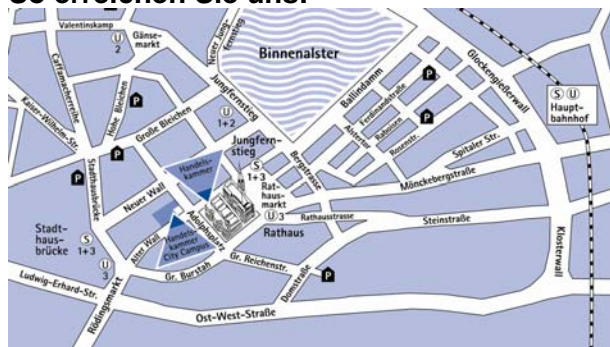 So erreichen Sie uns:
Valentinskamp
U
2
Gänse-
markt
Neuer Jung-
fernstieg
Binnenalster
Caffamacherreihe
Kaiser-Wilhelm-Str.
Hohe Bleichen
P
Große Bleichen
Jungfernstieg
U
1+2
Ballindamm
Ferdinandstraße
P
Glockengießerwall
S U
Haupt-
bahnhof
Alstertor
Raboisen
Rosenstr.
P
Spitaler Str.
P
P
Stadthausbrücke
Jungfern-
stieg
S
1+3
Bergstrasse
Mönckebergstraße
Handels-
kammer
Neuer Wall
Rat-
haus-
markt
U 3
Rathausstrasse
Steinstraße
Rathaus
Adolphsplatz
Stadt-
haus-
brücke
S
1+3
U
3
Alter Wall
Handels-
kammer
City Campus
Klosterwall
Gr. Burstah
Gr. Reichenstr.
P
Domstraße
Ludwig-Erhard-Str.
Rödingsmarkt
Ost-West-Straße